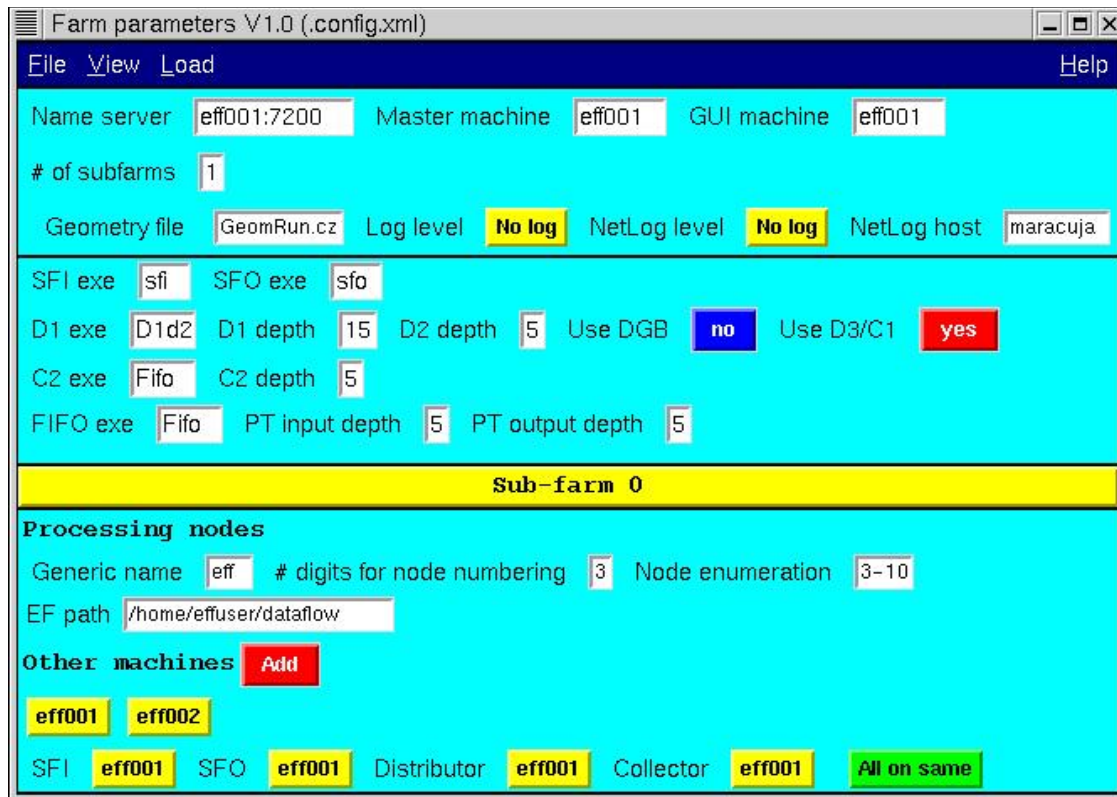 Farm parameters V1.0 (.config.xml)
File View Load Help
Name server eff001:7200 Master machine eff001 GUI machine eff001
# of subfarms 1
Geometry file GeomRun.cz Log level No log NetLog level No log NetLog host maracuja
SFI exe sfi SFO exe sfo
D1 exe D1d2 D1 depth 15 D2 depth 5 Use DGB no Use D3/C1 yes
C2 exe Fifo C2 depth 5
FIFO exe Fifo PT input depth 5 PT output depth 5
Sub-farm 0
Processing nodes
Generic name eff # digits for node numbering 3 Node enumeration 3-10
EF path /home/effuser/dataflow
Other machines Add
eff001 eff002
SFI eff001 SFO eff001 Distributor eff001 Collector eff001 All on same